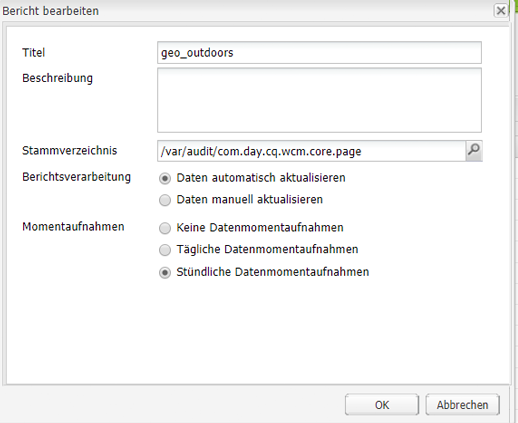 Bericht bearbeiten
Titel geo_outdoors
Beschreibung
Stammverzeichnis /var/audit/com.day.cq.wcm.core.page
Berichtsverarbeitung Daten automatisch aktualisieren
Daten manuell aktualisieren
Momentaufnahmen Keine Datenmomentaufnahmen
Tägliche Datenmomentaufnahmen
Stündliche Datenmomentaufnahmen
OK Abbrechen